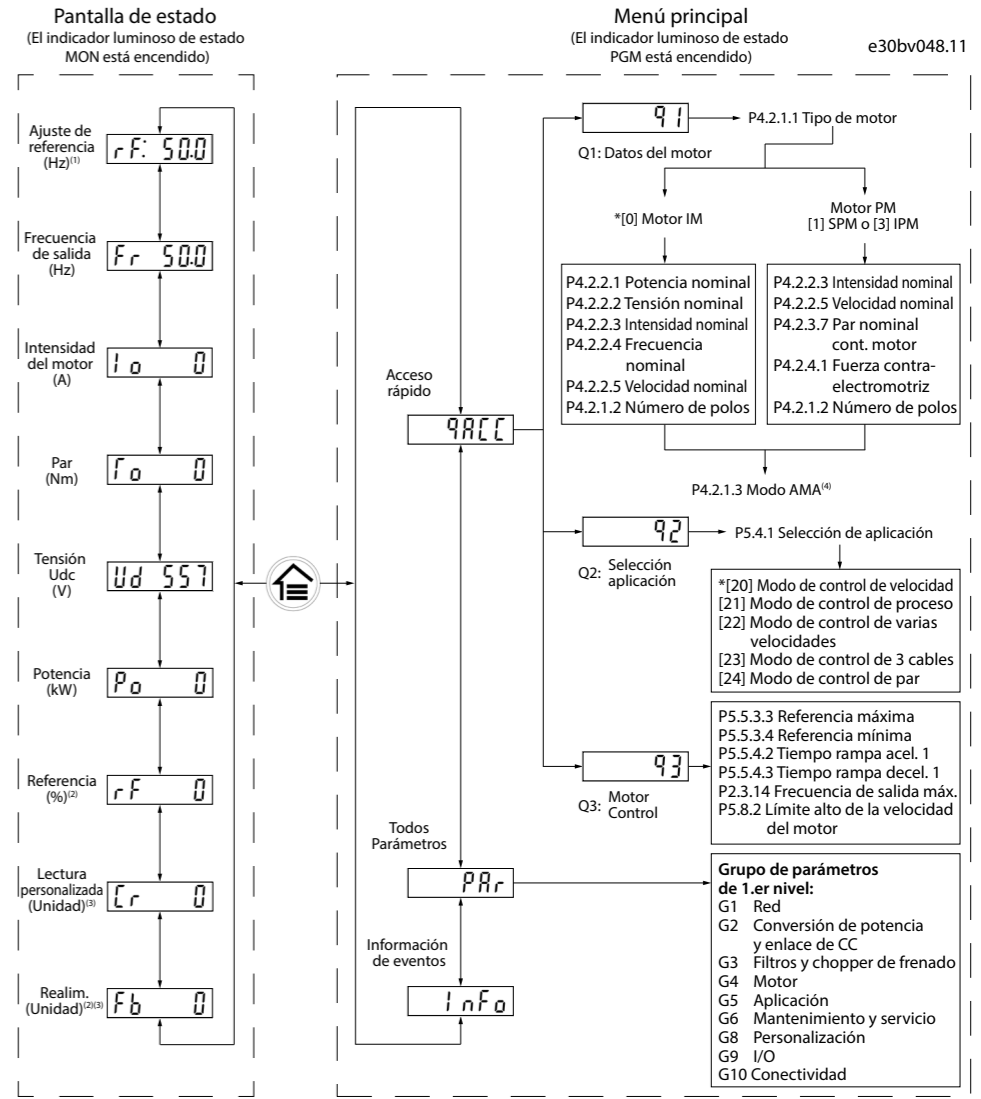 Pantalla de estado
(El indicador luminoso de estado
MON está encendido)
Menú principal
(El indicador luminoso de estado
PGM está encendido)
e30bv048.11
Ajuste de
referencia
(Hz)(1)
rF: 50.0
Frecuencia
de salida
(Hz)
Fr 50.0
Intensidad
del motor
(A)
Io 0
Par
(Nm)
To 0
Tensión
Udc
(V)
Ud 557
Potencia
(kW)
Po 0
Referencia
(%)(2)
rF 0
Lectura
personalizada
(Unidad)(3)
Cr 0
Realim.
(Unidad)(2)(3)
Fb 0
Acceso
rápido
qACC
Todos
Parámetros
PAr
Información
de eventos
InFo
q1
Q1: Datos del motor
P4.2.1.1 Tipo de motor
*[0] Motor IM
Motor PM
[1] SPM o [3] IPM
P4.2.2.1 Potencia nominal
P4.2.2.2 Tensión nominal
P4.2.2.3 Intensidad nominal
P4.2.2.4 Frecuencia
nominal
P4.2.2.5 Velocidad nominal
P4.2.1.2 Número de polos
P4.2.2.3 Intensidad nominal
P4.2.2.5 Velocidad nominal
P4.2.3.7 Par nominal
cont. motor
P4.2.4.1 Fuerza contra-
electromotriz
P4.2.1.2 Número de polos
P4.2.1.3 Modo AMA(4)
q2
Q2: Selección
aplicación
P5.4.1 Selección de aplicación
*[20] Modo de control de velocidad
[21] Modo de control de proceso
[22] Modo de control de varias
velocidades
[23] Modo de control de 3 cables
[24] Modo de control de par
q3
Q3: Motor
Control
P5.5.3.3 Referencia máxima
P5.5.3.4 Referencia mínima
P5.5.4.2 Tiempo rampa acel. 1
P5.5.4.3 Tiempo rampa decel. 1
P2.3.14 Frecuencia de salida máx.
P5.8.2 Límite alto de la velocidad
del motor
Grupo de parámetros
de 1.er nivel:
G1 Red
G2 Conversión de potencia
y enlace de CC
G3 Filtros y chopper de frenado
G4 Motor
G5 Aplicación
G6 Mantenimiento y servicio
G8 Personalización
G9 I/O
G10 Conectividad